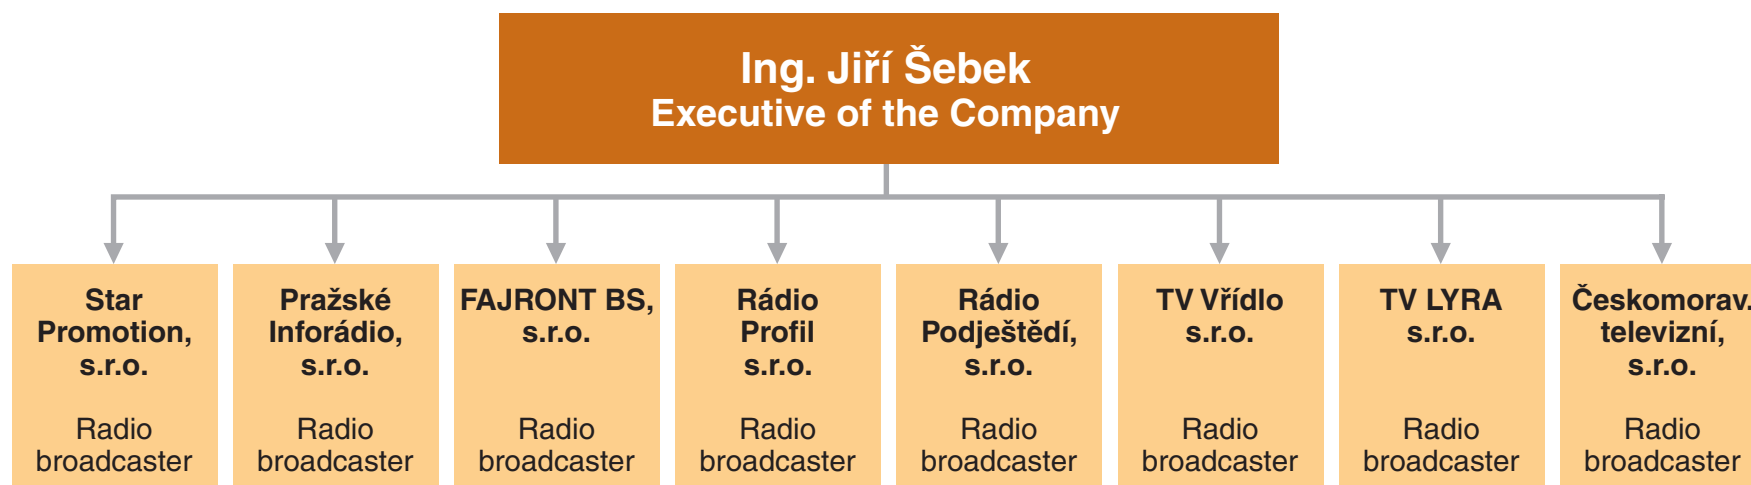 Ing. Jiří Šebek
Executive of the Company
Star
Promotion,
s.r.o.
Radio
broadcaster
Pražské
Inforádio,
s.r.o.
Radio
broadcaster
FAJRONT BS,
s.r.o.
Radio
broadcaster
Rádio
Profil
s.r.o.
Radio
broadcaster
Rádio
Podještědí,
s.r.o.
Radio
broadcaster
TV Vřídlo
s.r.o.
Radio
broadcaster
TV LYRA
s.r.o.
Radio
broadcaster
Českomorav.
televizní,
s.r.o.
Radio
broadcaster